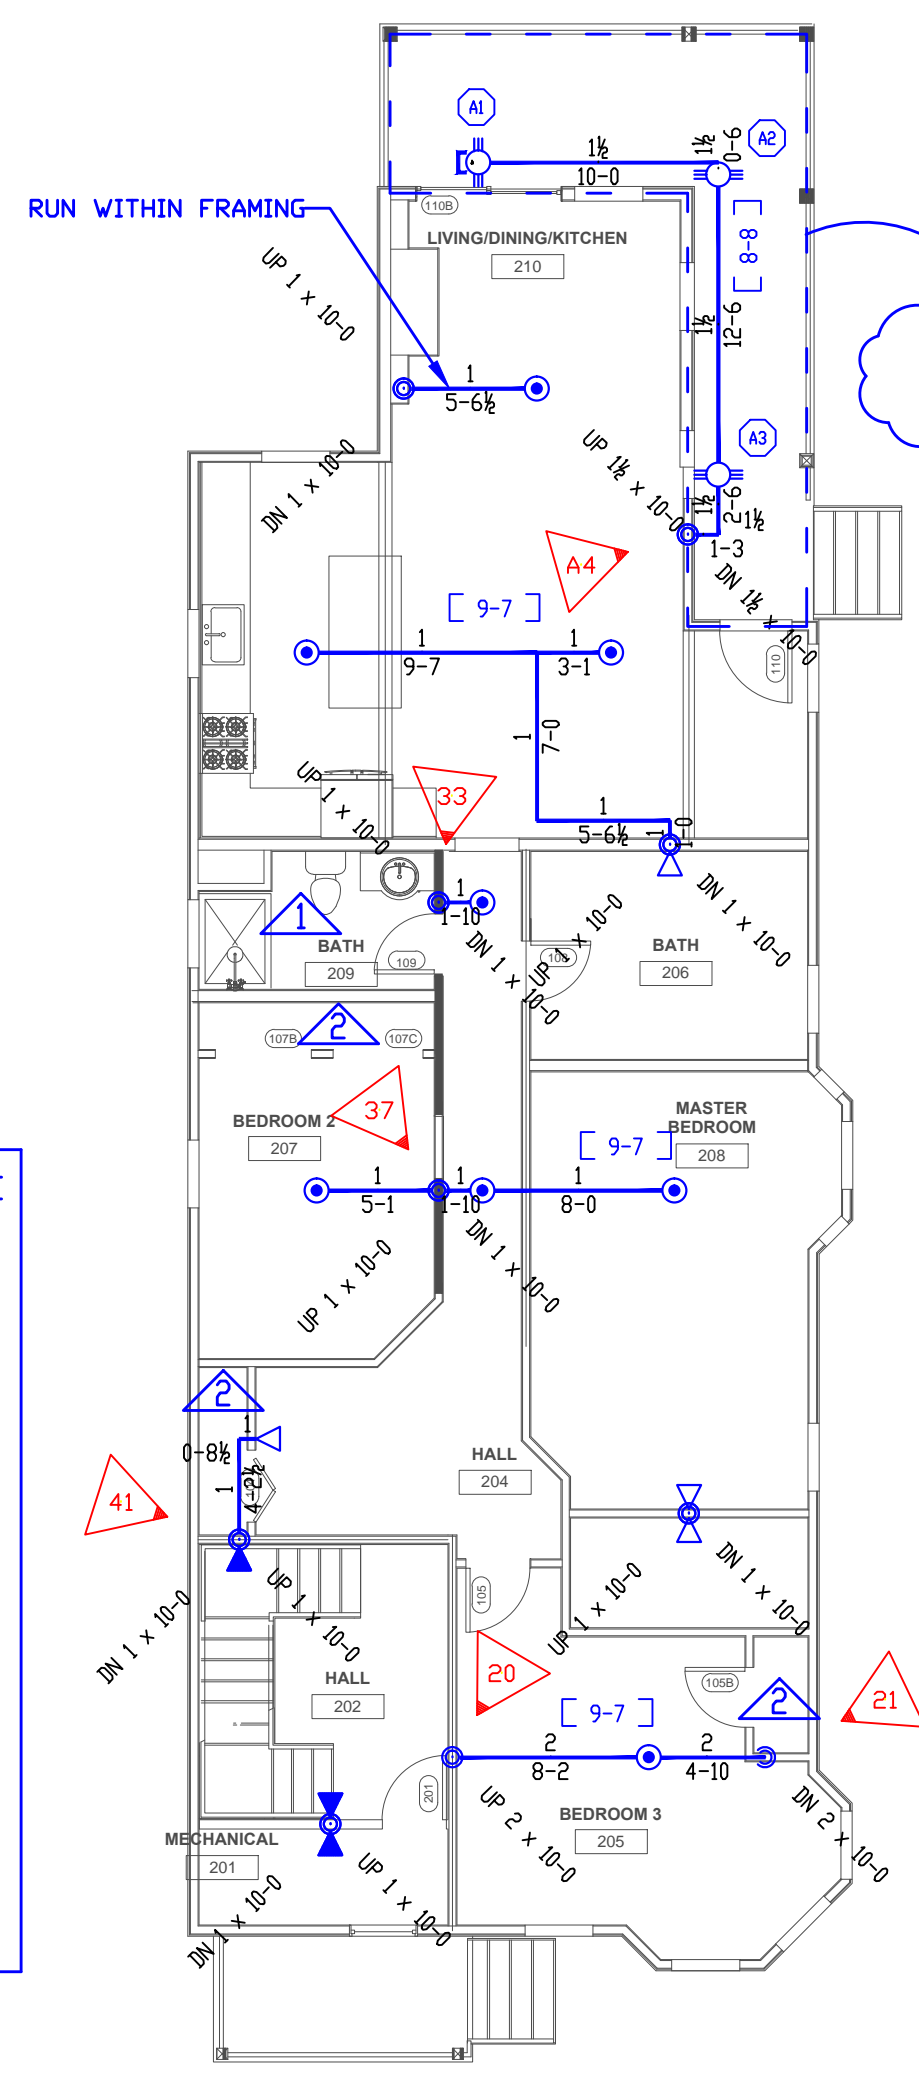 A1
A2
1½
10-0
1½
0-6
RUN WITHIN FRAMING
110B
LIVING/DINING/KITCHEN
210
[ 8-8 ]
UP 1 x 10-0
1½
12-6
1
5-6½
A3
UP 1½ x 10-0
DN 1 x 10-0
1½
2-6
1½
1-3
A4
DN 1½ x 10-0
[ 9-7 ]
1
9-7
1
3-1
110
1
7-0
UP 1 x 10-0
33
1
5-6½
1
1-0
DN 1 x 10-0
1
1-10
1
BATH
209
109
DN 1 x 10-0
UP 1 x 10-0
108
BATH
206
2
107B
107C
37
BEDROOM 2
207
MASTER
BEDROOM
208
[ 9-7 ]
1
5-1
1
1-10
1
8-0
UP 1 x 10-0
DN 1 x 10-0
2
1
0-8½
1
4-2½
HALL
204
41
DN 1 x 10-0
UP 1 x 10-0
UP 1 x 10-0
DN 1 x 10-0
105
HALL
202
20
105B
2
21
[ 9-7 ]
2
8-2
2
4-10
201
UP 2 x 10-0
DN 2 x 10-0
BEDROOM 3
205
MECHANICAL
201
DN 1 x 10-0
UP 1 x 10-0